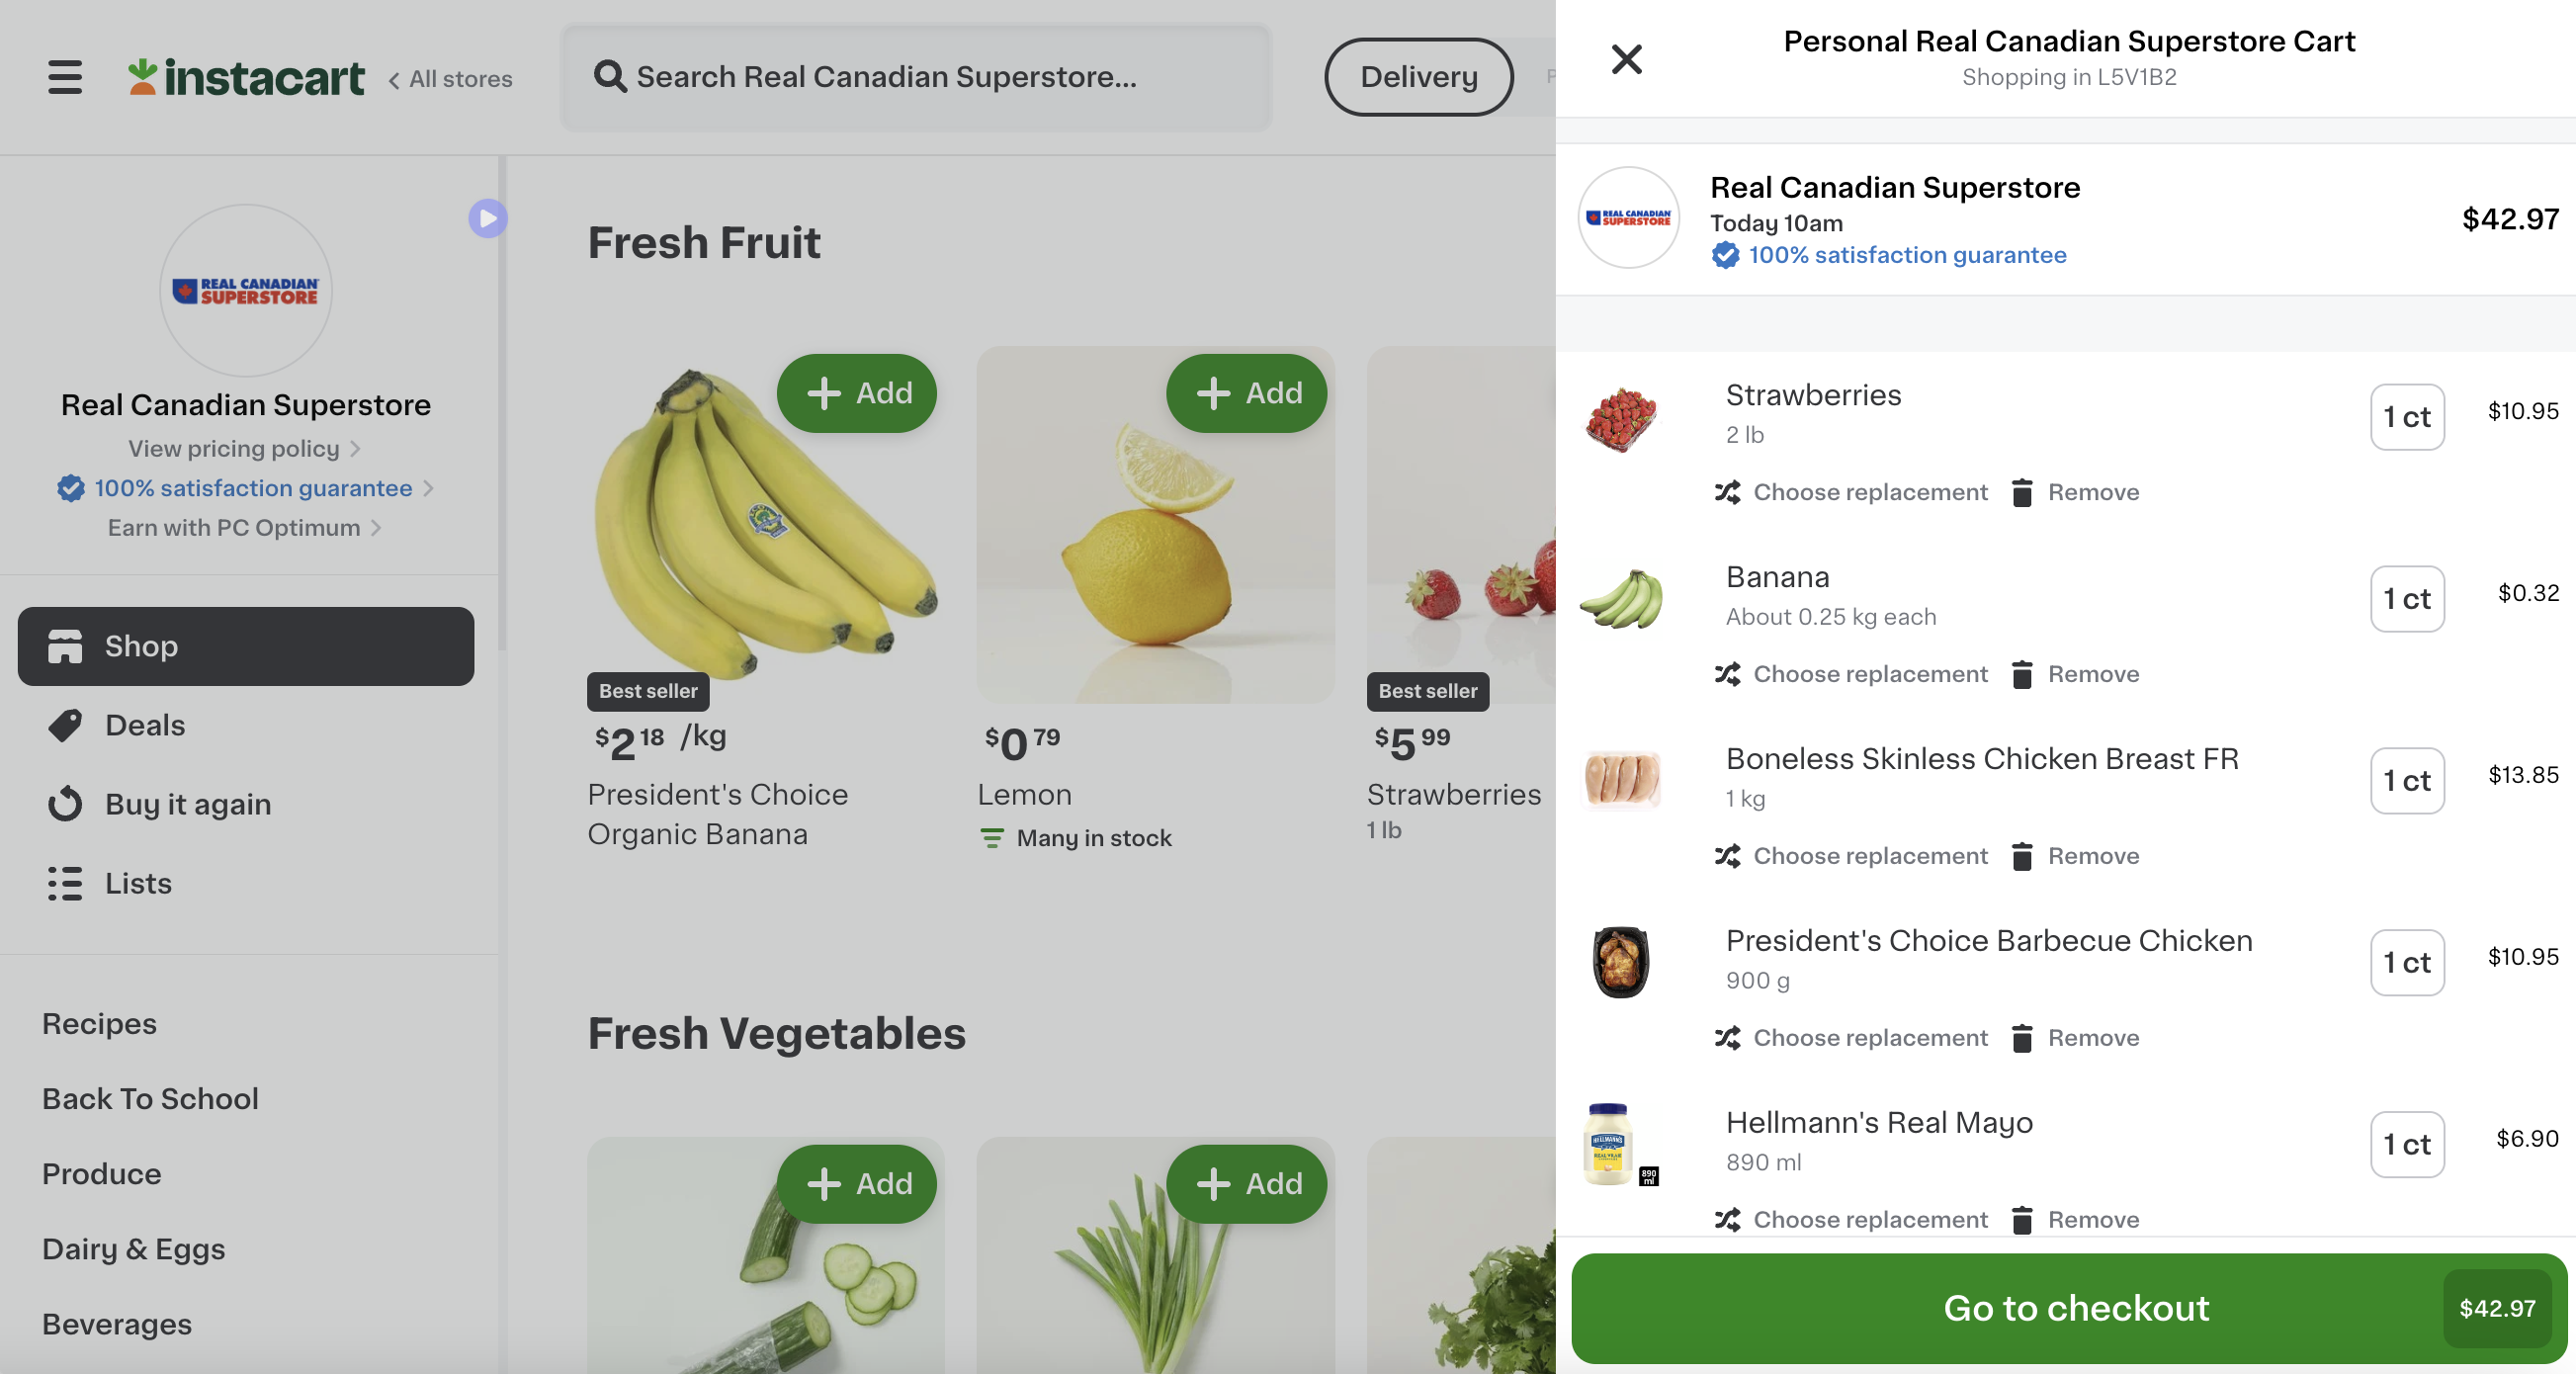 instacart
All stores
Search Real Canadian Superstore...
Delivery
REAL CANADIAN
SUPERSTORE
Real Canadian Superstore
View pricing policy
100% satisfaction guarantee
Earn with PC Optimum
Shop
Deals
Buy it again
Lists
Recipes
Back To School
Produce
Dairy & Eggs
Beverages
Fresh Fruit
+ Add
+ Add
Best seller
Best seller
$2 18 /kg
$0 79
$5 99
President's Choice
Organic Banana
Lemon
Many in stock
Strawberries
1 lb
Fresh Vegetables
+ Add
+ Add
Personal Real Canadian Superstore Cart
Shopping in L5V1B2
REAL CANADIAN
SUPERSTORE
Real Canadian Superstore
Today 10am
100% satisfaction guarantee
$42.97
Strawberries
2 lb
1 ct
$10.95
Choose replacement Remove
Banana
About 0.25 kg each
1 ct
$0.32
Choose replacement Remove
Boneless Skinless Chicken Breast FR
1 kg
1 ct
$13.85
Choose replacement Remove
President's Choice Barbecue Chicken
900 g
1 ct
$10.95
Choose replacement Remove
Hellmann's Real Mayo
890 ml
1 ct
$6.90
HELLMANN'S
890
ml
Choose replacement Remove
Go to checkout
$42.97